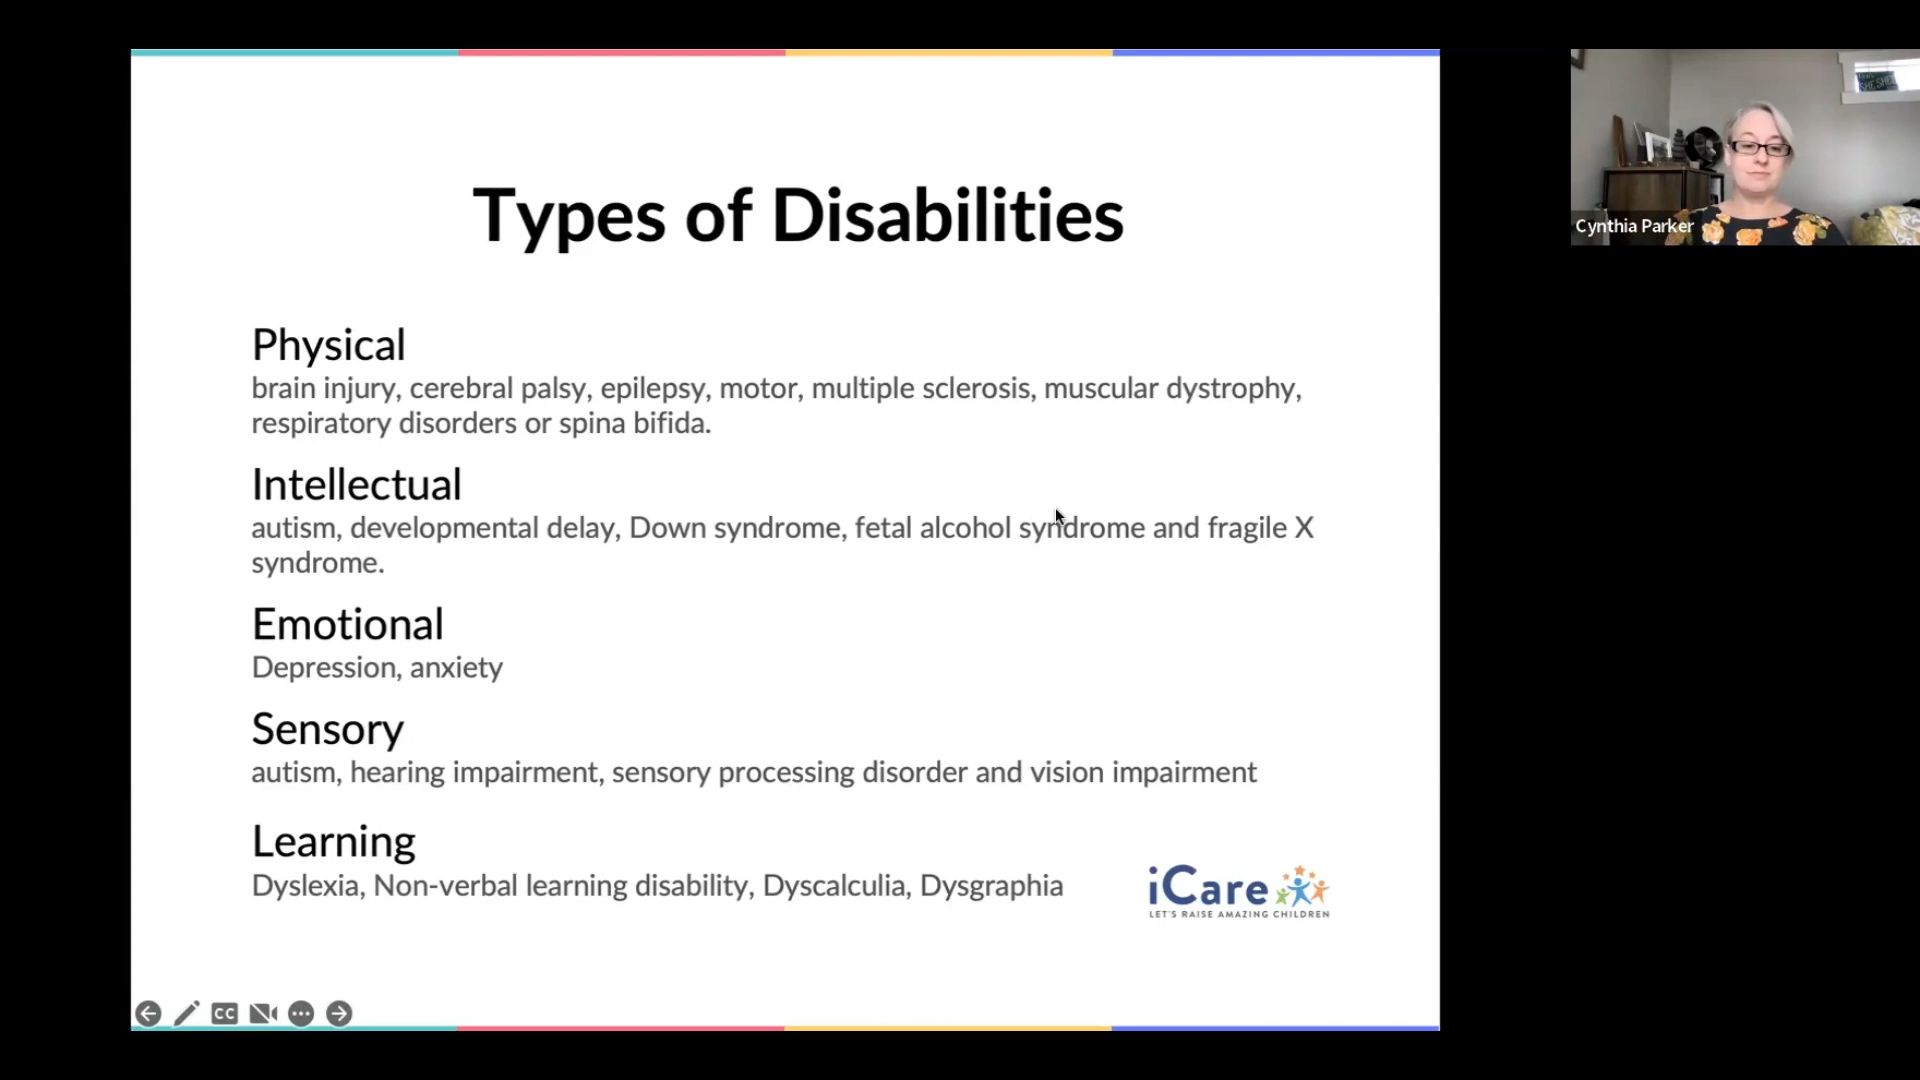 Types of Disabilities
Physical
brain injury, cerebral palsy, epilepsy, motor, multiple sclerosis, muscular dystrophy,
respiratory disorders or spina bifida.
Intellectual
autism, developmental delay, Down syndrome, fetal alcohol syndrome and fragile X
syndrome.
Emotional
Depression, anxiety
Sensory
autism, hearing impairment, sensory processing disorder and vision impairment
Learning
Dyslexia, Non-verbal learning disability, Dyscalculia, Dysgraphia
iCare
LET'S RAISE AMAZING CHILDREN
CC
Cynthia Parker